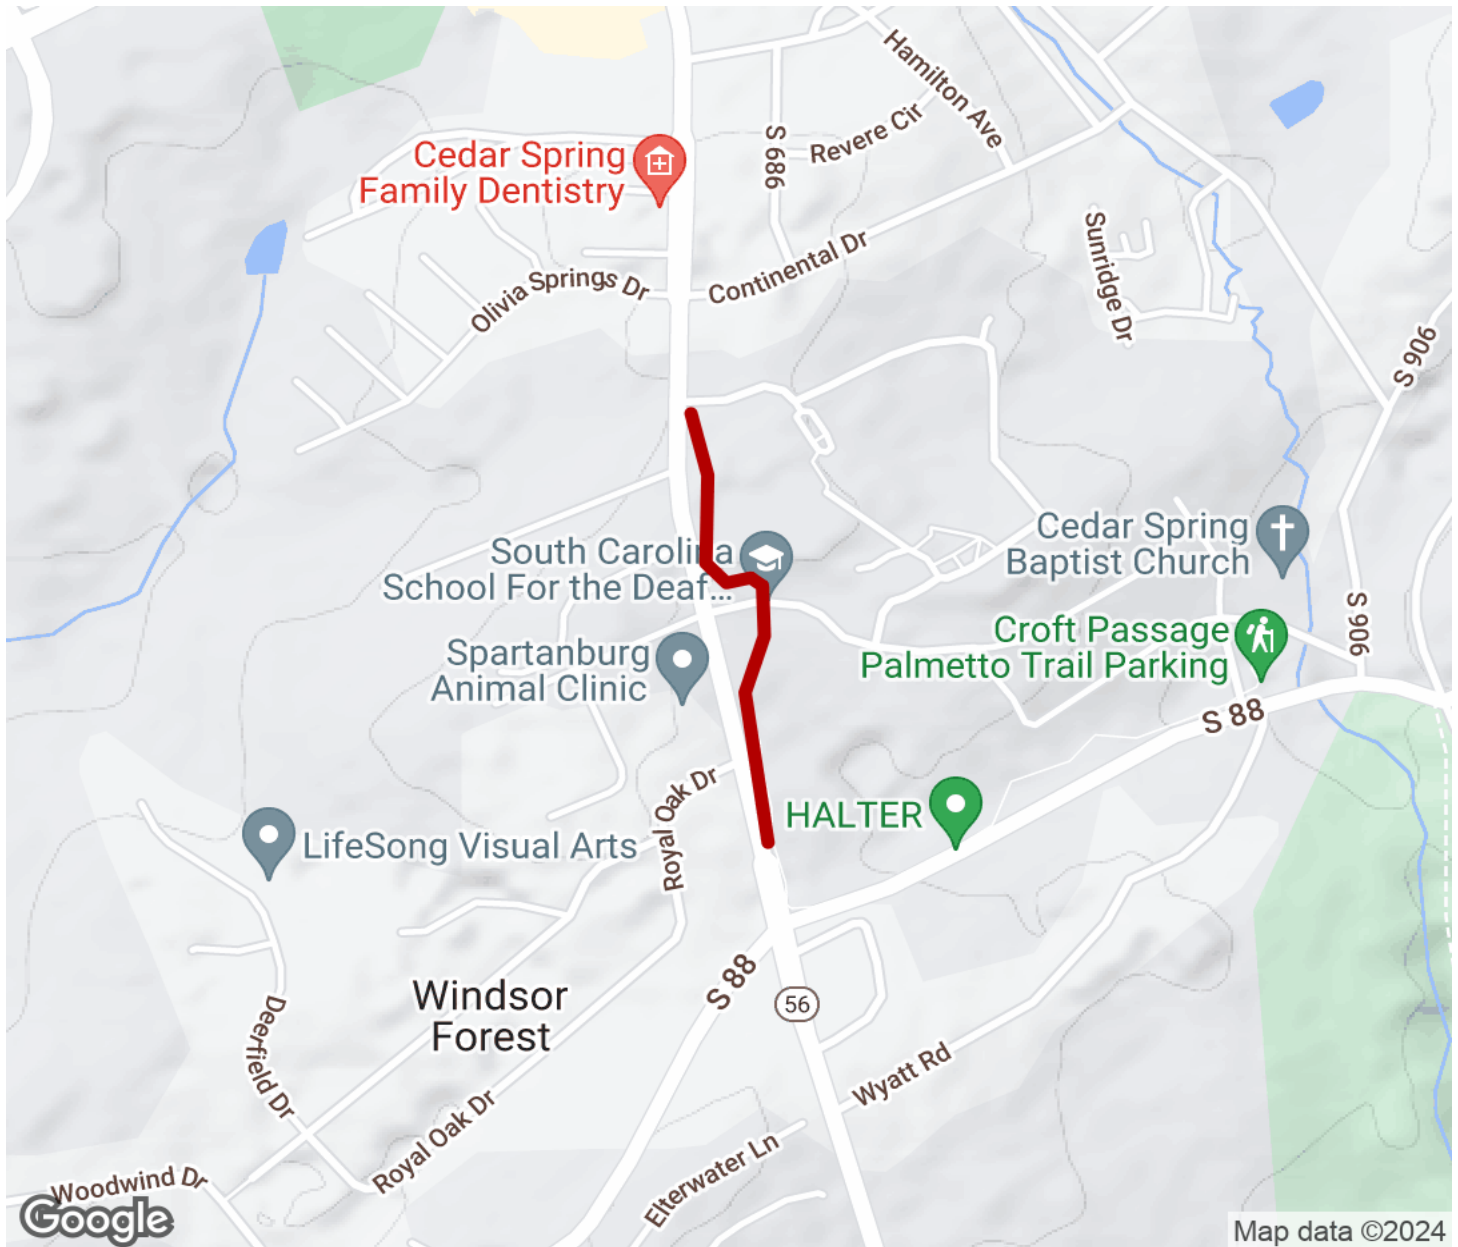 Hamilton Ave
Revere Cir
S 686
Cedar Spring
Family Dentistry
Continental Dr
Sunridge Dr
Olivia Springs Dr
S 906
South Carolina
School For the Deaf...
Cedar Spring
Baptist Church
S 906
Croft Passage
Palmetto Trail Parking
Spartanburg
Animal Clinic
S 88
Royal Oak Dr
HALTER
LifeSong Visual Arts
Windsor
Forest
S 88
56
Deerfield Dr
Wyatt Rd
Royal Oak Dr
Elterwater Ln
Woodwind Dr
Google
Map data ©2024